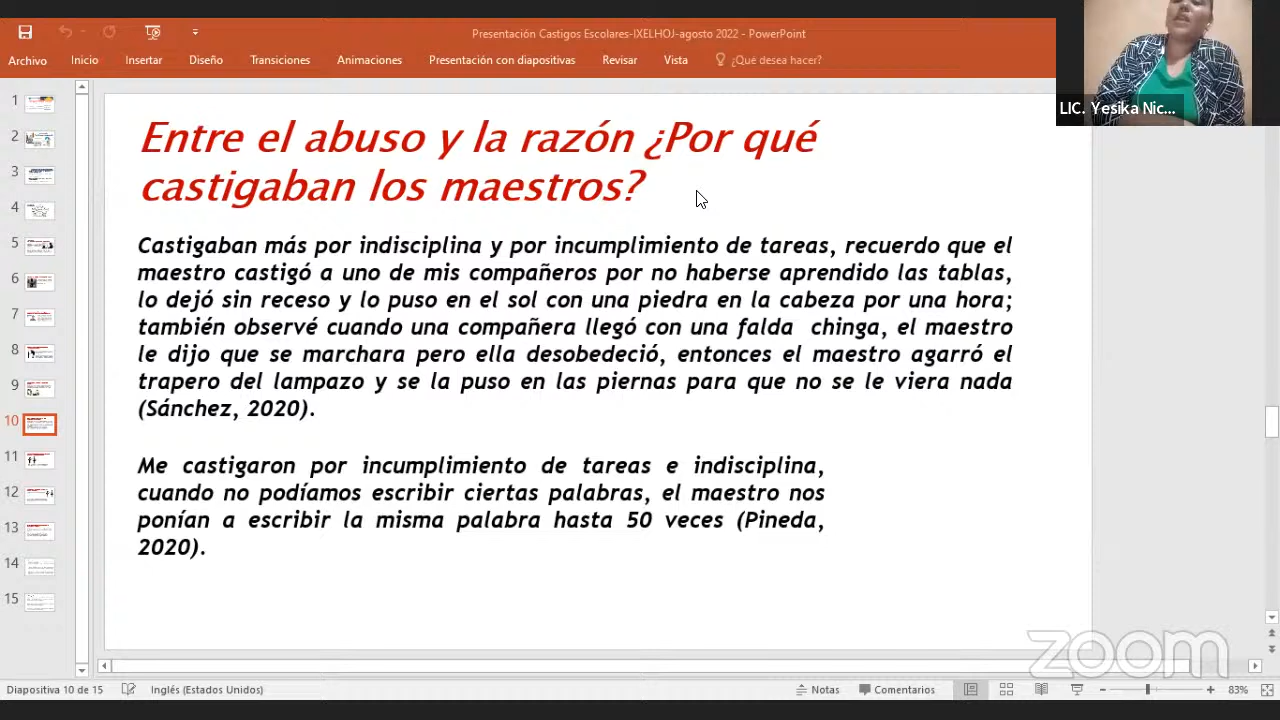 Presentación Castigos Escolares-IXELHOJ-agosto 2022 - PowerPoint
Archivo Inicio Insertar Diseño Transiciones Animaciones Presentación con diapositivas Revisar Vista ¿Qué desea hacer?
LIC. Yesika Nic...
Entre el abuso y la razón ¿Por qué
castigaban los maestros?
Castigaban más por indisciplina y por incumplimiento de tareas, recuerdo que el
maestro castigó a uno de mis compañeros por no haberse aprendido las tablas,
lo dejó sin receso y lo puso en el sol con una piedra en la cabeza por una hora;
también observé cuando una compañera llegó con una falda chinga, el maestro
le dijo que se marchara pero ella desobedeció, entonces el maestro agarró el
trapero del lampazo y se la puso en las piernas para que no se le viera nada
(Sánchez, 2020).
Me castigaron por incumplimiento de tareas e indisciplina,
cuando no podíamos escribir ciertas palabras, el maestro nos
ponían a escribir la misma palabra hasta 50 veces (Pineda,
2020).
1
2
3
4
5
6
7
8
9
10
11
12
13
14
15
zoom
Diapositiva 10 de 15 Inglés (Estados Unidos) Notas Comentarios 83%